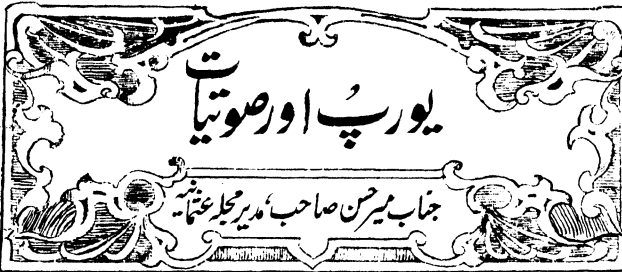 یورپ اور صوتیات
جناب میر حسن صاحب، مدیر مجلہ عثمانیہ